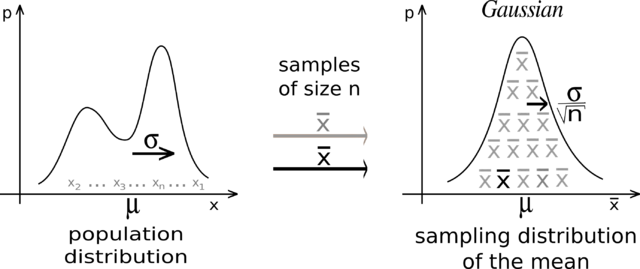 p
σ
x₂ ... x₃ ... xₙ ... x₁
μ
x
population
distribution
samples
of size n
x̄
x̄
p
Gaussian
x̄
x̄ x̄
σ/√n
x̄ x̄ x̄ x̄
x̄ x̄ x̄ x̄ x̄
x̄ x̄ x̄ x̄ x̄
μ
x̄
sampling distribution
of the mean